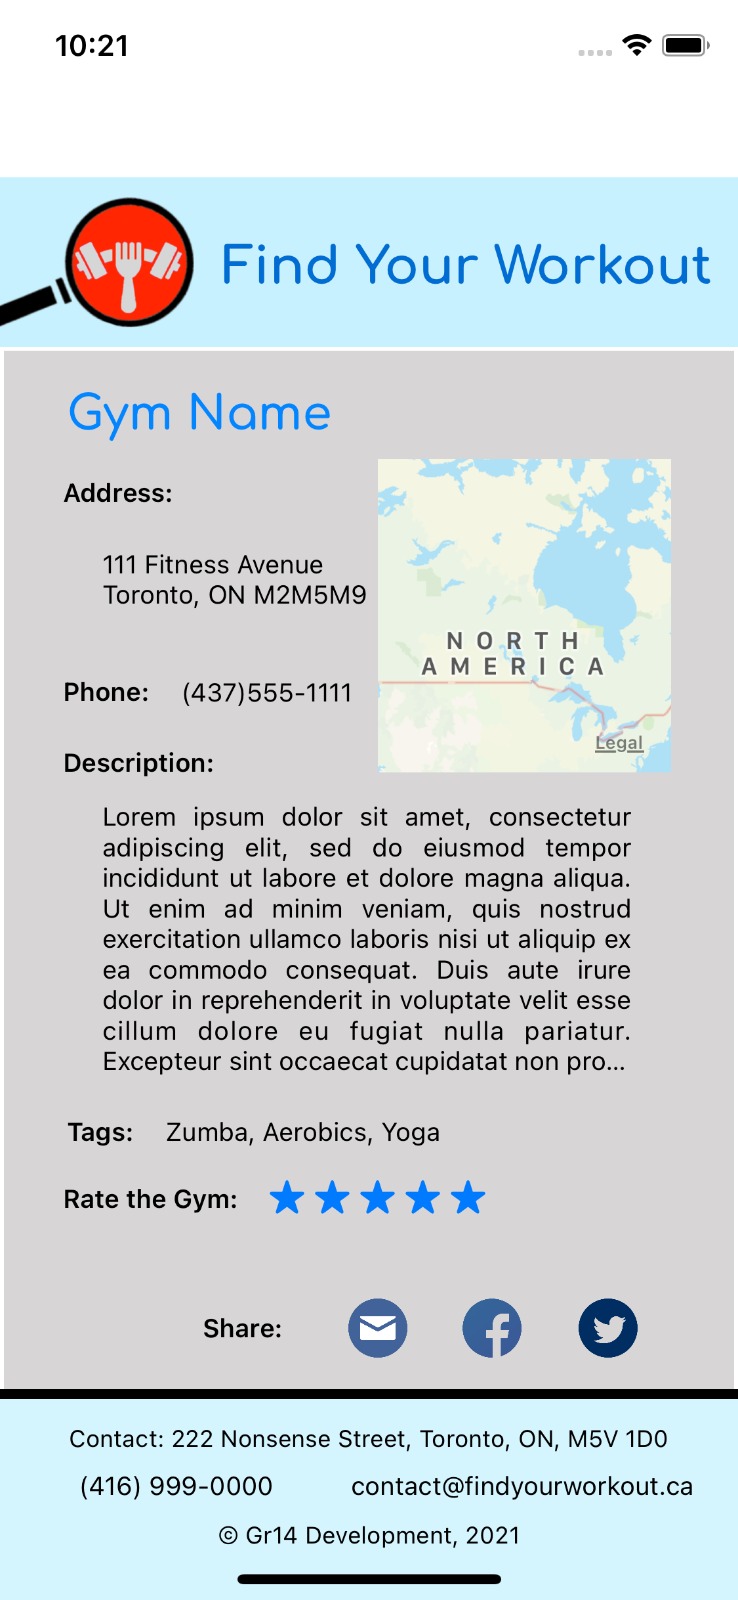 10:21
Find Your Workout
Gym Name
Address:
111 Fitness Avenue
Toronto, ON M2M5M9
NORTH
AMERICA
Legal
Phone: (437)555-1111
Description:
Lorem ipsum dolor sit amet, consectetur
adipiscing elit, sed do eiusmod tempor
incididunt ut labore et dolore magna aliqua.
Ut enim ad minim veniam, quis nostrud
exercitation ullamco laboris nisi ut aliquip ex
ea commodo consequat. Duis aute irure
dolor in reprehenderit in voluptate velit esse
cillum dolore eu fugiat nulla pariatur.
Excepteur sint occaecat cupidatat non pro...
Tags: Zumba, Aerobics, Yoga
Rate the Gym:
Share:
Contact: 222 Nonsense Street, Toronto, ON, M5V 1D0
(416) 999-0000 contact@findyourworkout.ca
© Gr14 Development, 2021